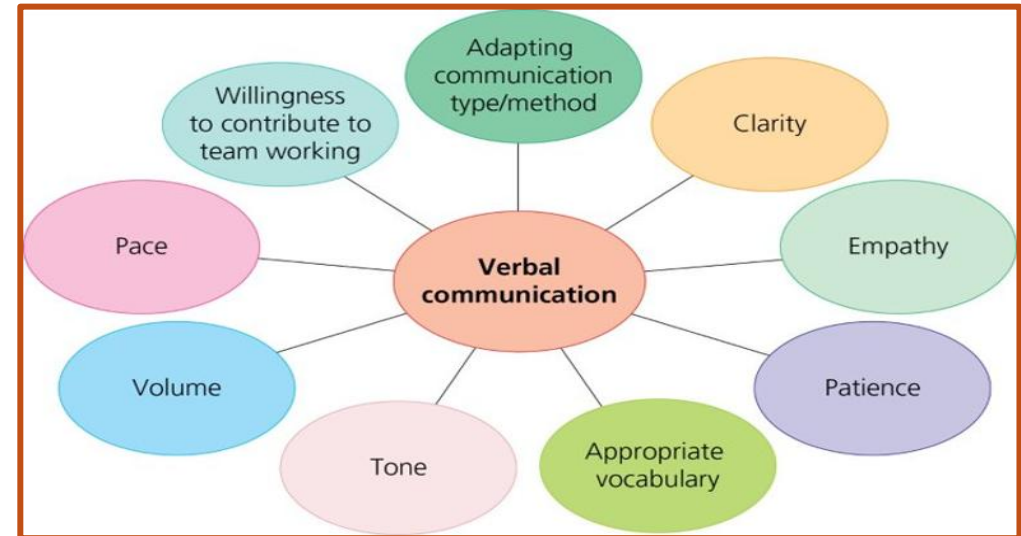 Adapting
communication
type/method
Clarity
Empathy
Patience
Appropriate
vocabulary
Tone
Volume
Pace
Willingness
to contribute to
team working
Verbal
communication